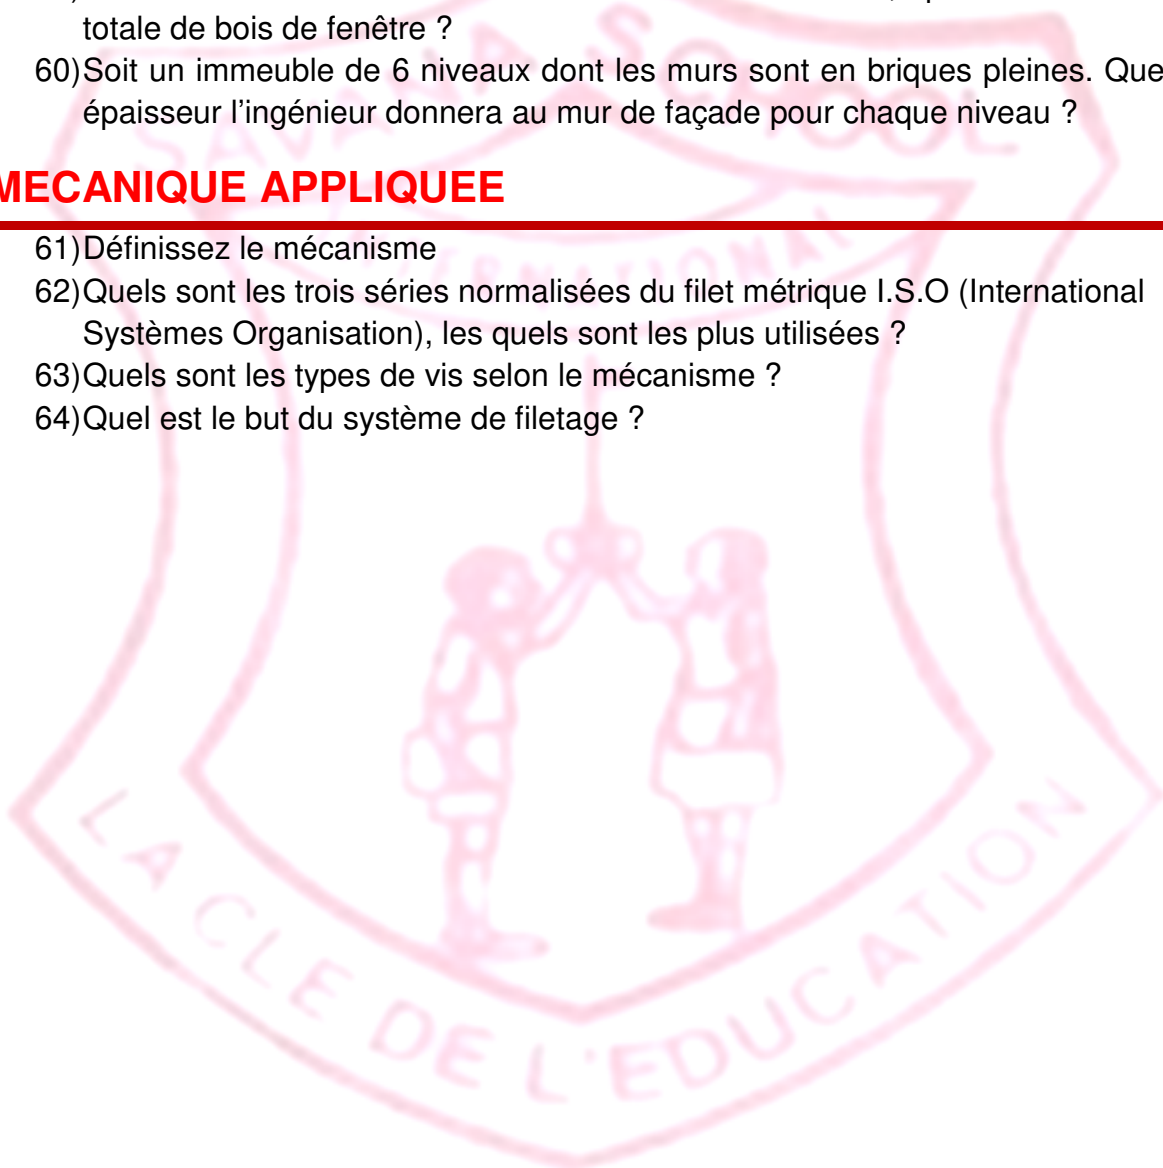 totale de bois de fenêtre ?
60)Soit un immeuble de 6 niveaux dont les murs sont en briques pleines. Que
épaisseur l'ingénieur donnera au mur de façade pour chaque niveau ?
MECANIQUE APPLIQUEE
61)Définissez le mécanisme
62)Quels sont les trois séries normalisées du filet métrique I.S.O (International
Systèmes Organisation), les quels sont les plus utilisées ?
63)Quels sont les types de vis selon le mécanisme ?
64)Quel est le but du système de filetage ?
SAVANA SCHOOL
INTERNATIONAL
LA CLE DE L'EDUCATION